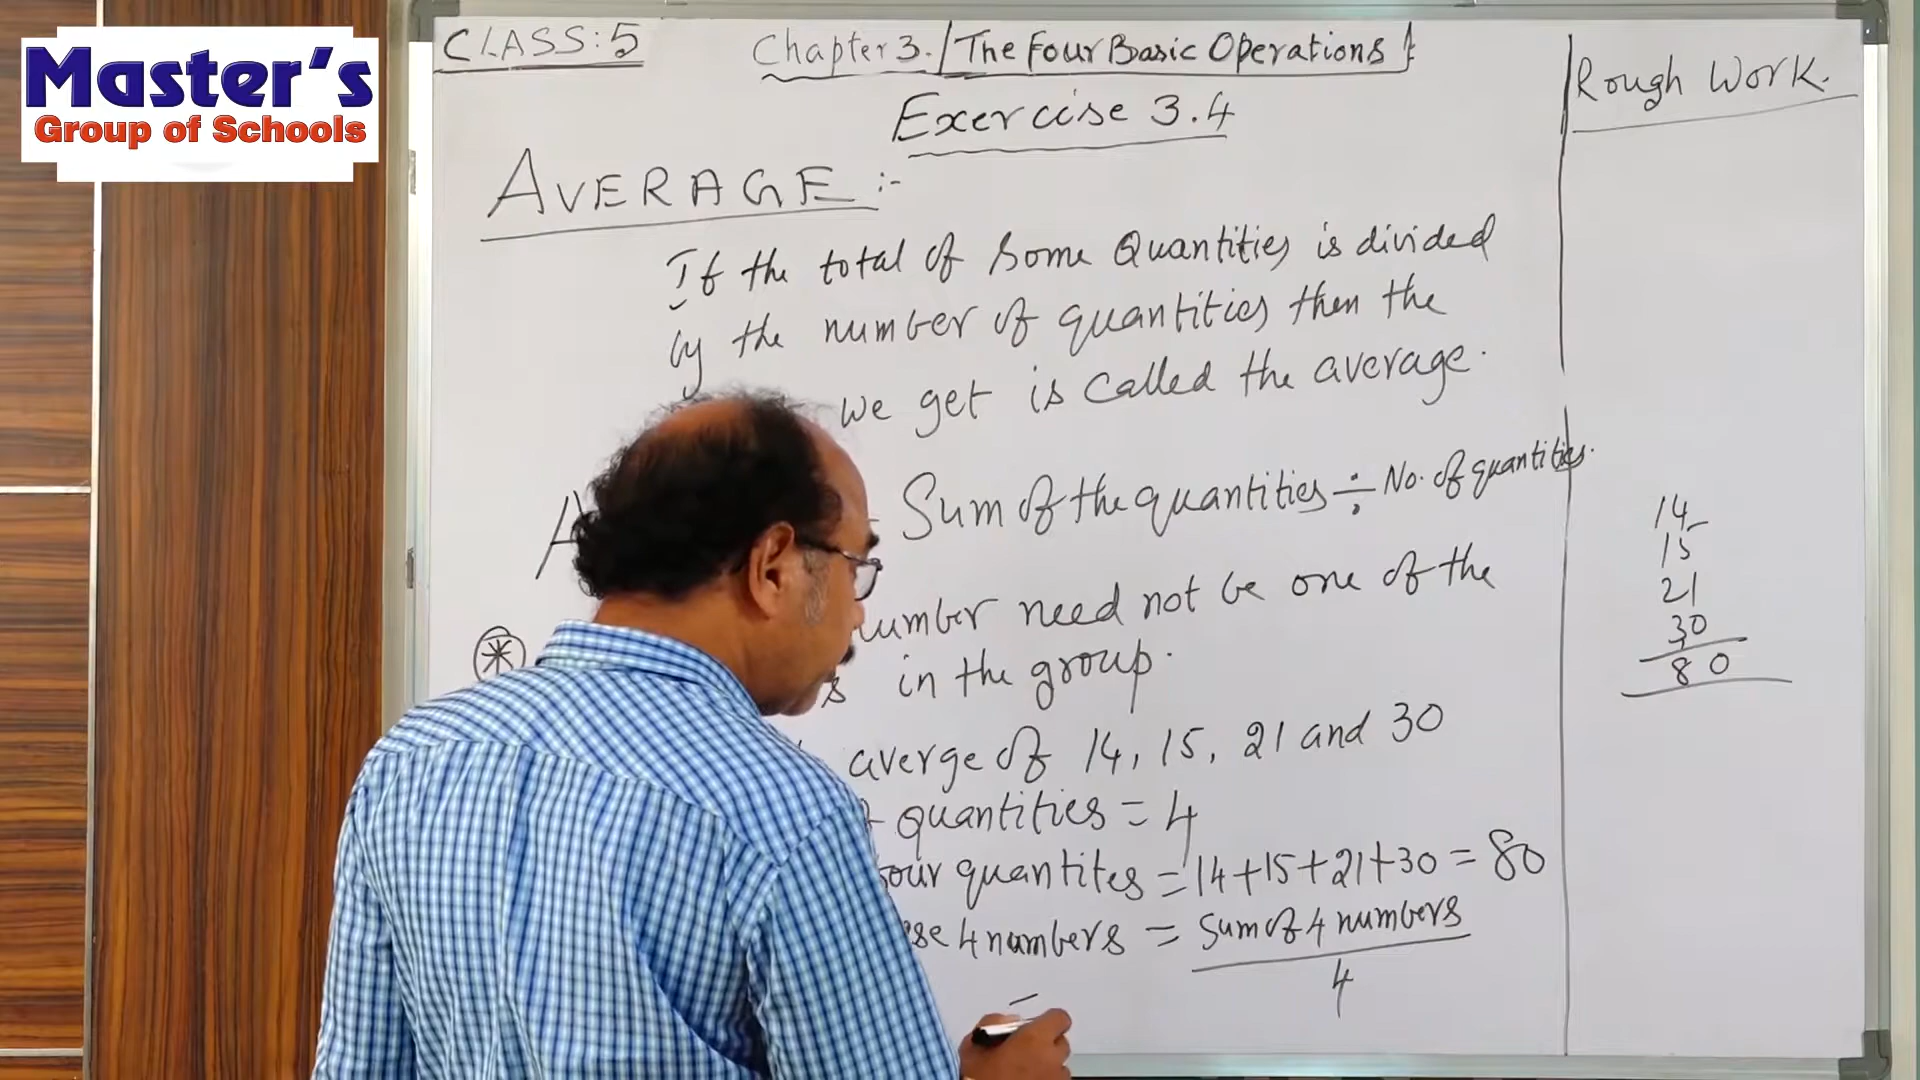 Master's
Group of Schools
CLASS: 5
Chapter 3. The Four Basic Operations
Exercise 3.4
Rough Work.
AVERAGE :-
If the total of some Quantities is divided
by the number of quantities then the
we get is called the average.
Sum of the quantities ÷ No. of quantities.
number need not be one of the
in the group.
averge of 14, 15, 21 and 30
quantities = 4
four quantites = 14+15+21+30 = 80
4 numbers = Sum of 4 numbers
4
=
14
15
21
30
80